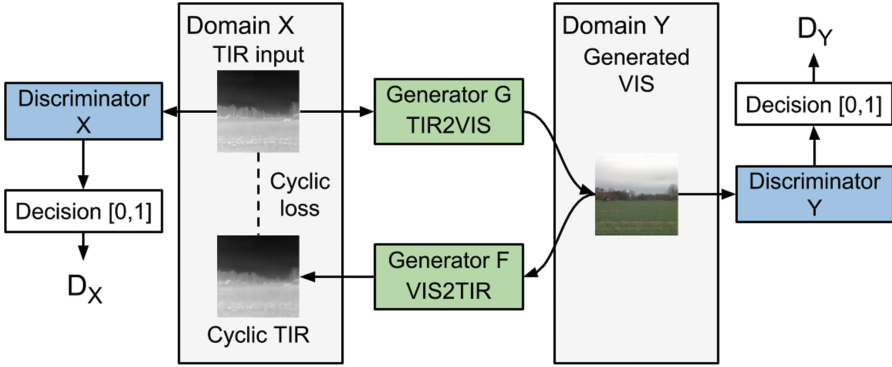 Domain X
TIR input
Discriminator
X
Decision [0,1]
D_X
Cyclic
loss
Cyclic TIR
Generator G
TIR2VIS
Generator F
VIS2TIR
Domain Y
Generated
VIS
D_Y
Decision [0,1]
Discriminator
Y